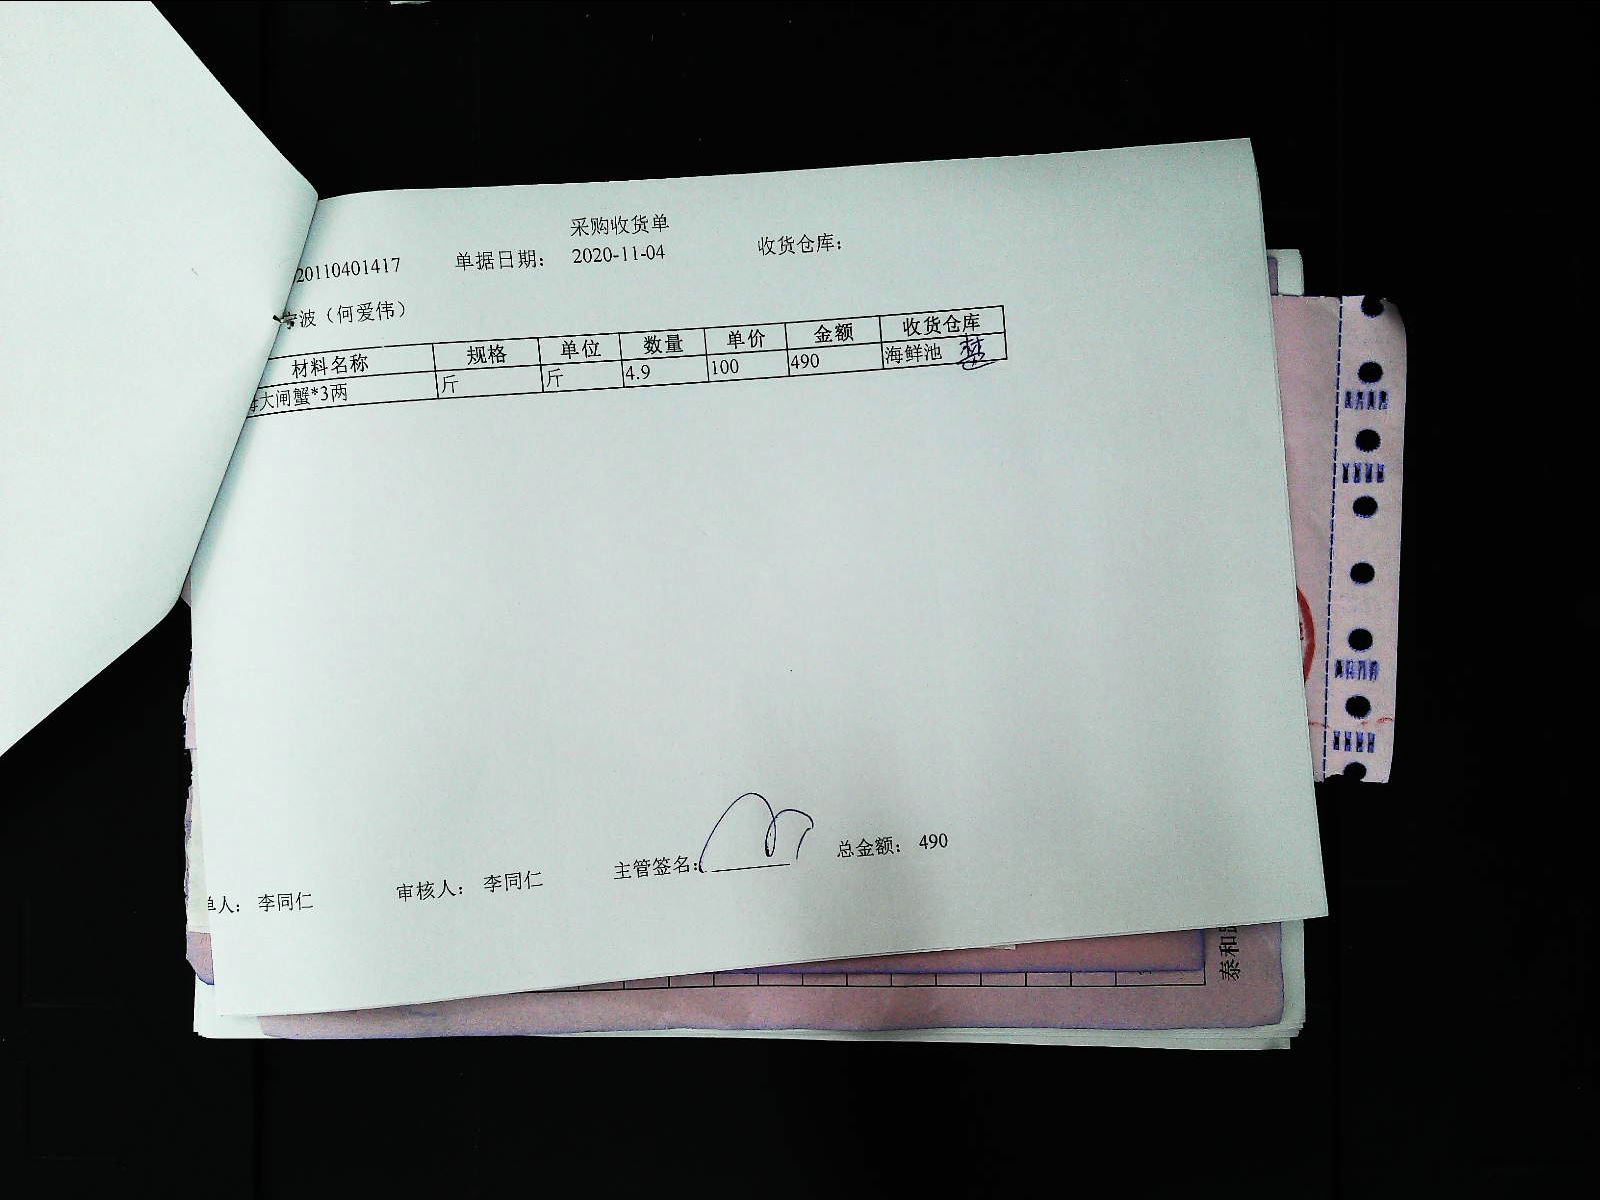 采购收货单
20110401417 单据日期： 2020-11-04 收货仓库：
波（何爱伟）
材料名称 规格 单位 数量 单价 金额 收货仓库
大闸蟹*3两 斤 斤 4.9 100 490 海鲜池
单人： 李同仁 审核人： 李同仁 主管签名： 总金额： 490
泰和